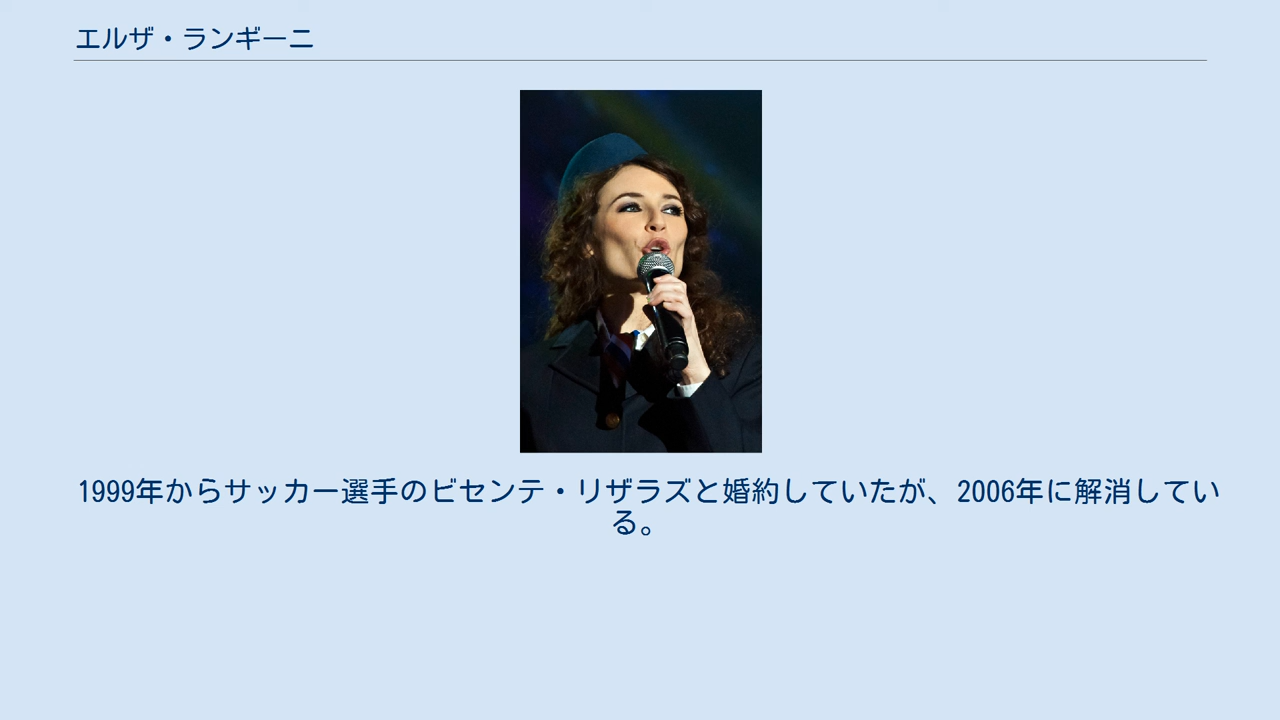 エルザ・ランギーニ
1999年からサッカー選手のビセンテ・リザラズと婚約していたが、2006年に解消してい
る。